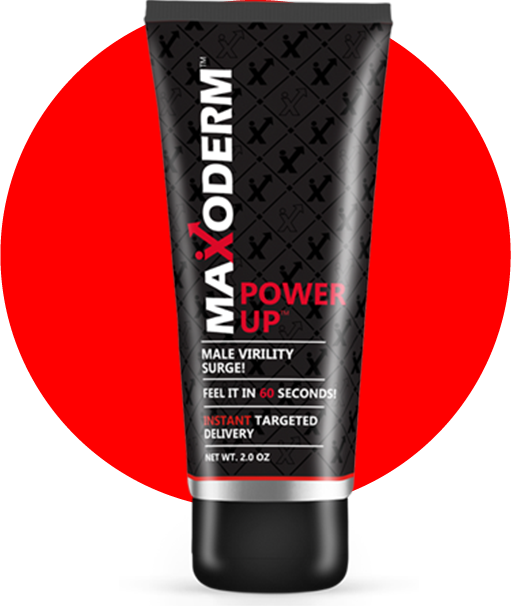 MAXODERM™
POWER
UP™
MALE VIRILITY
SURGE!
FEEL IT IN 60 SECONDS!
INSTANT TARGETED
DELIVERY
NET WT. 2.0 OZ